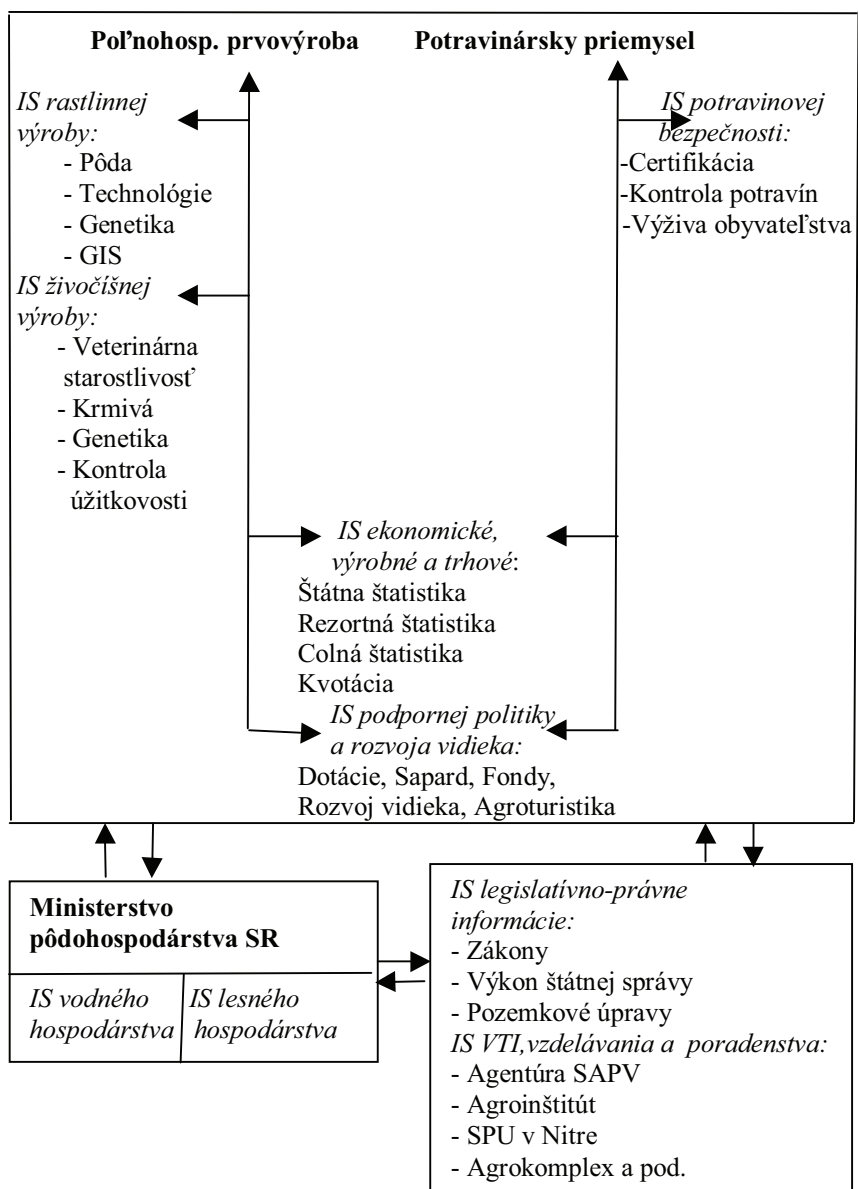 Poľnohosp. prvovýroba
Potravinársky priemysel
IS rastlinnej
výroby:
- Pôda
- Technológie
- Genetika
- GIS
IS živočíšnej
výroby:
- Veterinárna
starostlivosť
- Krmivá
- Genetika
- Kontrola
úžitkovosti
IS potravinovej
bezpečnosti:
-Certifikácia
-Kontrola potravín
-Výživa obyvateľstva
IS ekonomické,
výrobné a trhové:
Štátna štatistika
Rezortná štatistika
Colná štatistika
Kvotácia
IS podpornej politiky
a rozvoja vidieka:
Dotácie, Sapard, Fondy,
Rozvoj vidieka, Agroturistika
Ministerstvo
pôdohospodárstva SR
IS vodného
hospodárstva
IS lesného
hospodárstva
IS legislatívno-právne
informácie:
- Zákony
- Výkon štátnej správy
- Pozemkové úpravy
IS VTI,vzdelávania a poradenstva:
- Agentúra SAPV
- Agroinštitút
- SPU v Nitre
- Agrokomplex a pod.